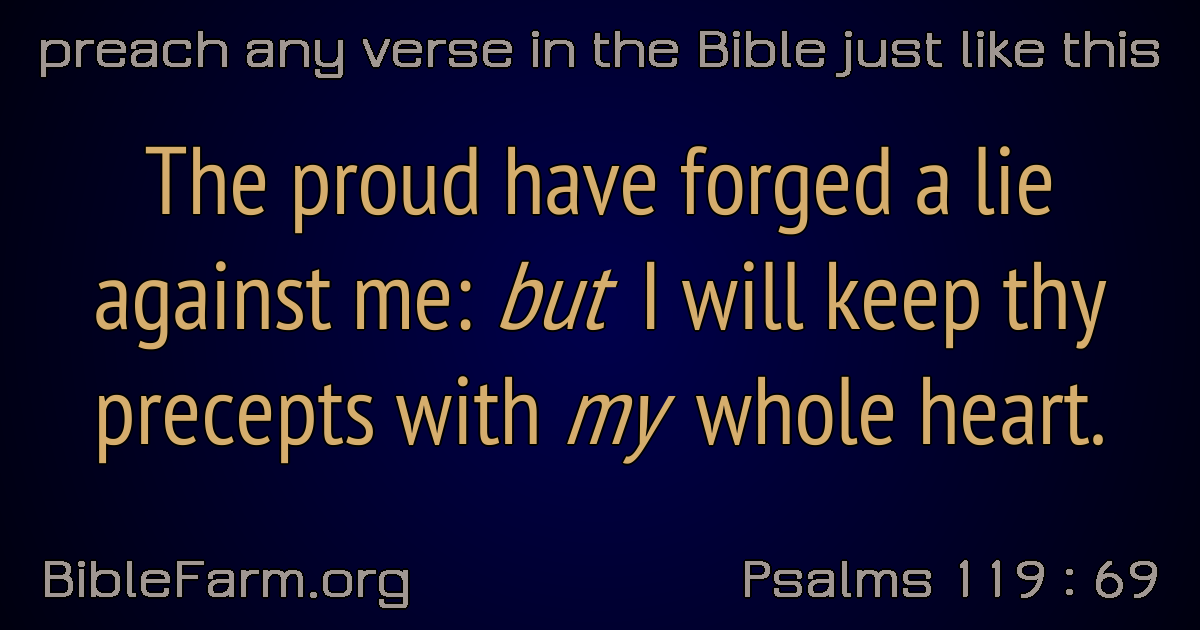 preach any verse in the Bible just like this
The proud have forged a lie
against me: but I will keep thy
precepts with my whole heart.
BibleFarm.org
Psalms 119 : 69